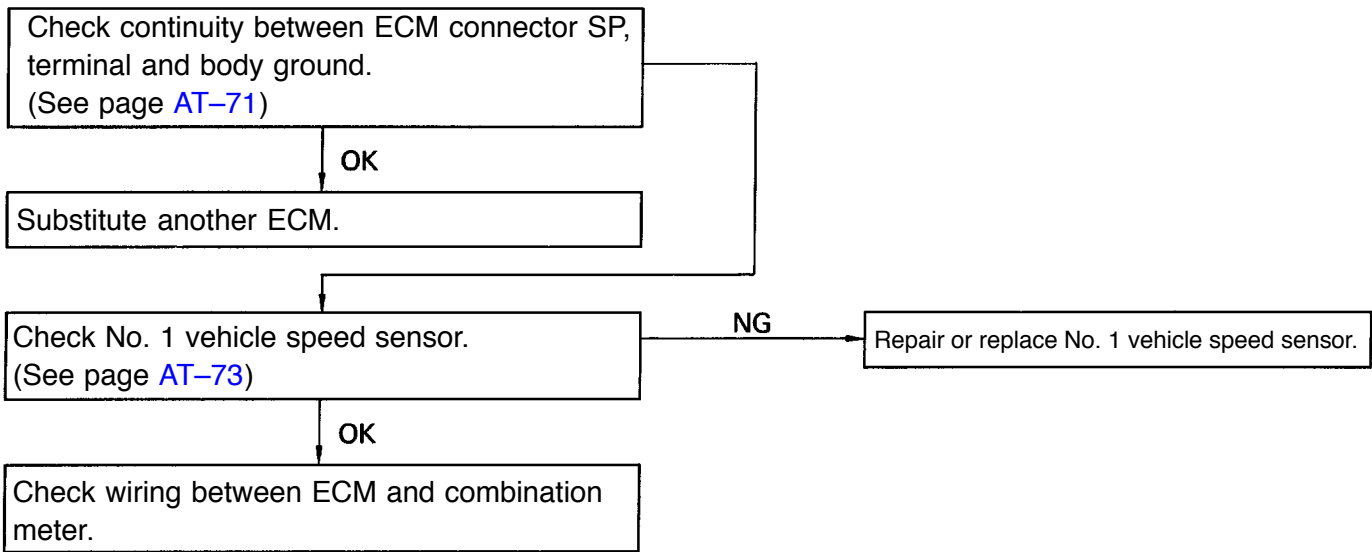 Check continuity between ECM connector SP,
terminal and body ground.
(See page AT–71)
OK
Substitute another ECM.
Check No. 1 vehicle speed sensor.
(See page AT–73)
NG
Repair or replace No. 1 vehicle speed sensor.
OK
Check wiring between ECM and combination
meter.